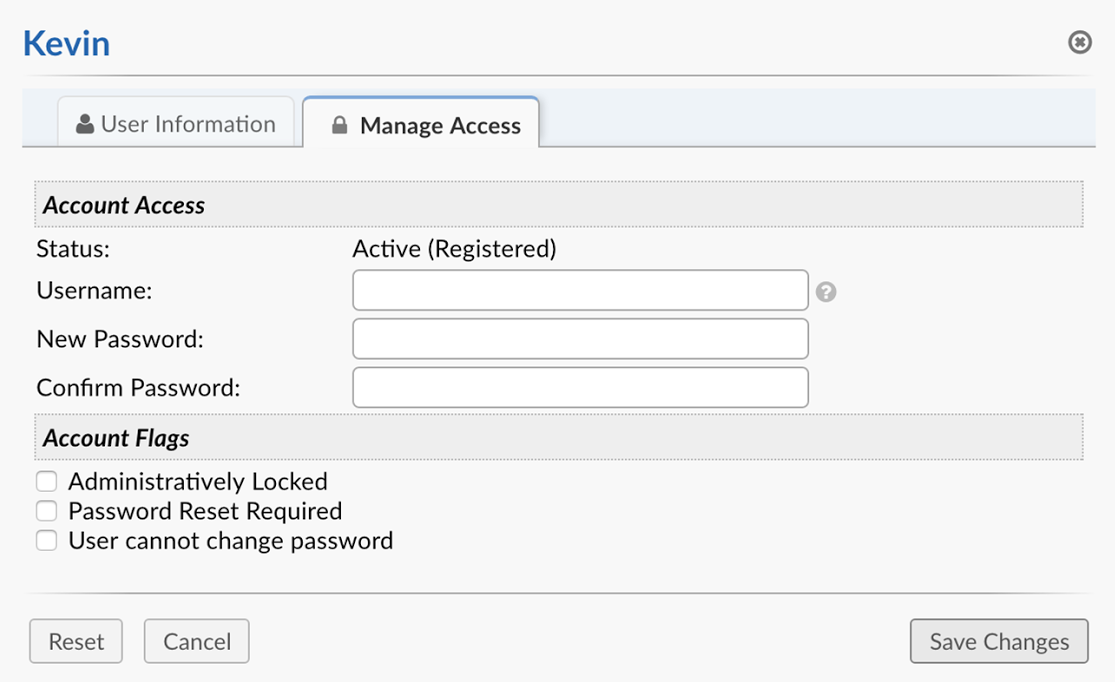 Kevin
User Information
Manage Access
Account Access
Status: Active (Registered)
Username:
New Password:
Confirm Password:
Account Flags
Administratively Locked
Password Reset Required
User cannot change password
Reset Cancel Save Changes